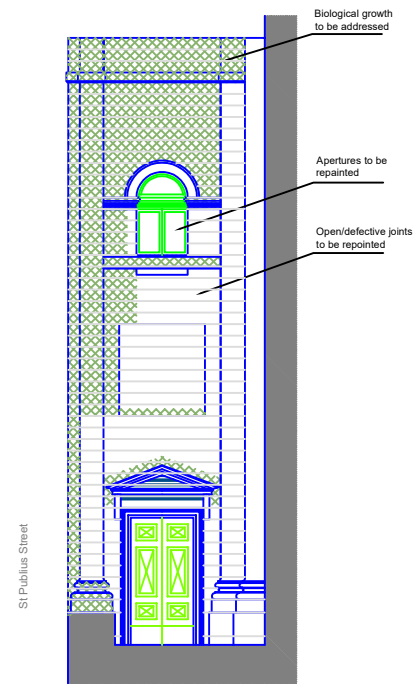 Biological growth
to be addressed
Apertures to be
repainted
Open/defective joints
to be repointed
St Publius Street